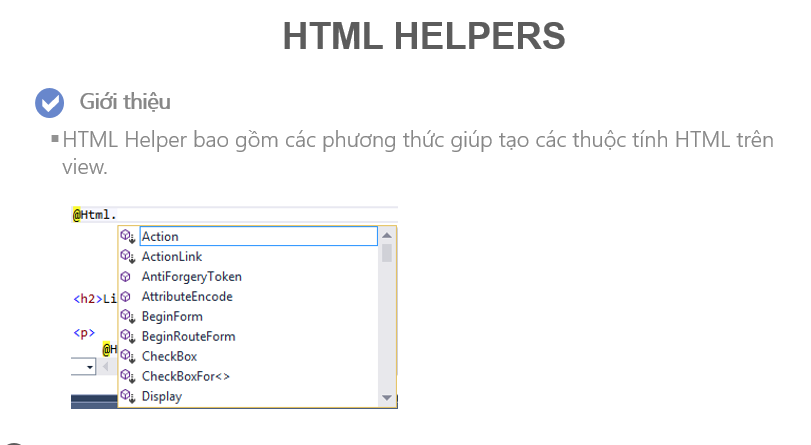 HTML HELPERS
Giới thiệu
HTML Helper bao gồm các phương thức giúp tạo các thuộc tính HTML trên
view.
@Html.
Action
ActionLink
AntiForgeryToken
<h2>Li
AttributeEncode
BeginForm
<p>
BeginRouteForm
@H
CheckBox
CheckBoxFor<>
Display